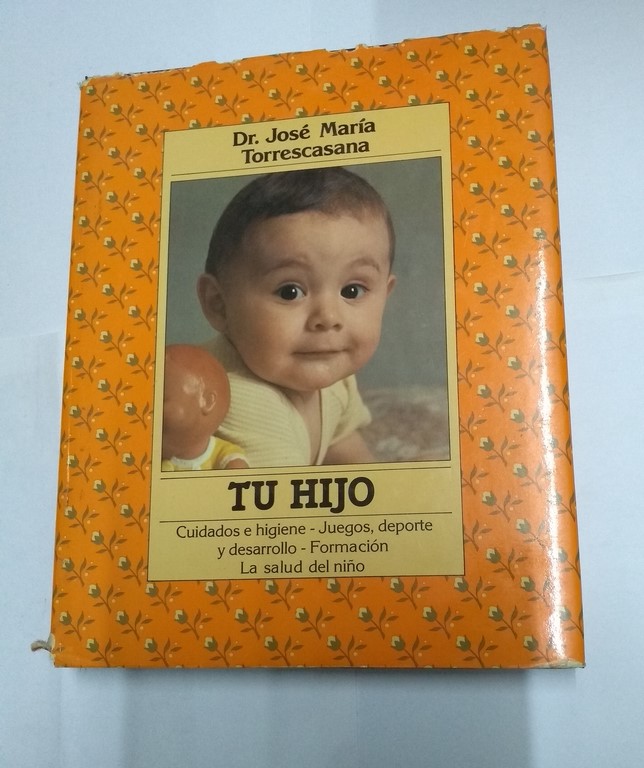 Dr. José María
Torrescasana
TU HIJO
Cuidados e higiene - Juegos, deporte
y desarrollo - Formación
La salud del niño